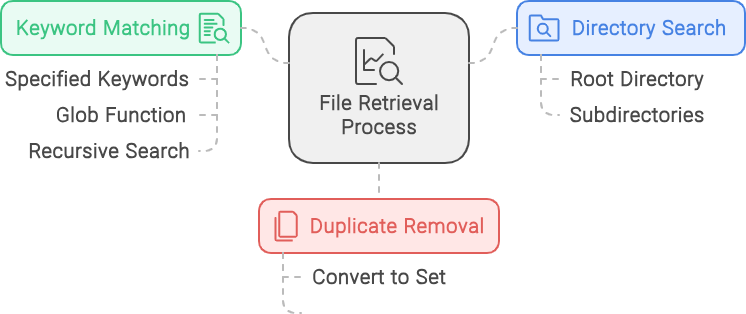 Keyword Matching
Specified Keywords
Glob Function
Recursive Search
File Retrieval
Process
Directory Search
Root Directory
Subdirectories
Duplicate Removal
Convert to Set